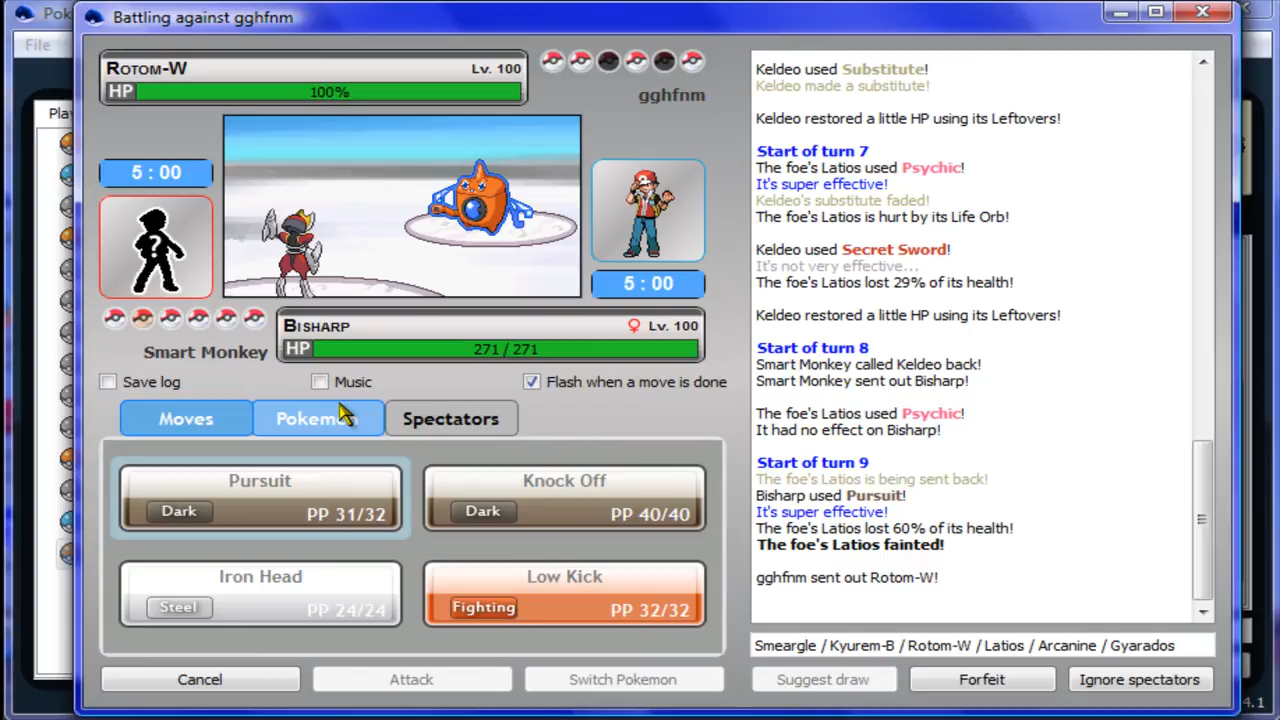 Pok
Battling against gghfnm
File
Pla
ROTOM-W Lv. 100
HP 100%
gghfnm
5 : 00
5 : 00
BISHARP ♀ Lv. 100
HP 271 / 271
Smart Monkey
Save log
Music
Flash when a move is done
Moves
Pokemon
Spectators
Pursuit
Dark PP 31/32
Knock Off
Dark PP 40/40
Iron Head
Steel PP 24/24
Low Kick
Fighting PP 32/32
Cancel
Attack
Switch Pokemon
Keldeo used Substitute!
Keldeo made a substitute!
Keldeo restored a little HP using its Leftovers!
Start of turn 7
The foe's Latios used Psychic!
It's super effective!
Keldeo's substitute faded!
The foe's Latios is hurt by its Life Orb!
Keldeo used Secret Sword!
It's not very effective...
The foe's Latios lost 29% of its health!
Keldeo restored a little HP using its Leftovers!
Start of turn 8
Smart Monkey called Keldeo back!
Smart Monkey sent out Bisharp!
The foe's Latios used Psychic!
It had no effect on Bisharp!
Start of turn 9
The foe's Latios is being sent back!
Bisharp used Pursuit!
It's super effective!
The foe's Latios lost 60% of its health!
The foe's Latios fainted!
gghfnm sent out Rotom-W!
Smeargle / Kyurem-B / Rotom-W / Latios / Arcanine / Gyarados
Suggest draw
Forfeit
Ignore spectators
4.1